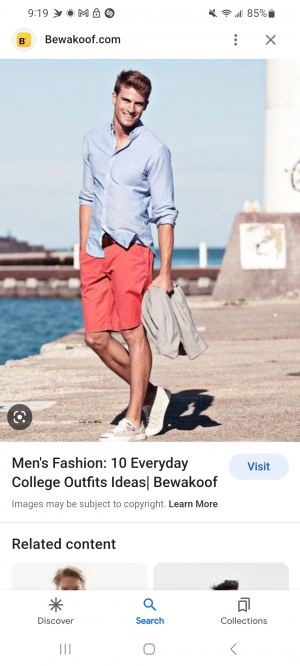 9:19
85%
B
Bewakoof.com
Men's Fashion: 10 Everyday
College Outfits Ideas| Bewakoof
Visit
Images may be subject to copyright. Learn More
Related content
Discover
Search
Collections